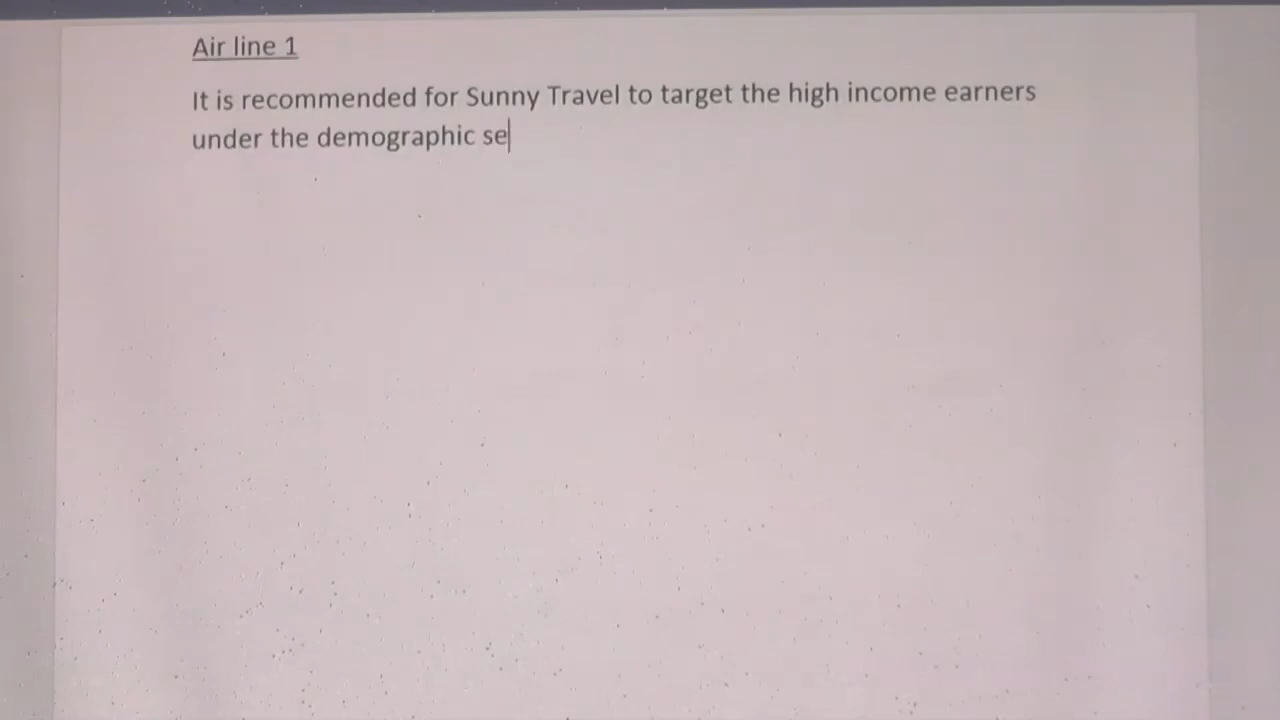 Air line 1
It is recommended for Sunny Travel to target the high income earners
under the demographic se